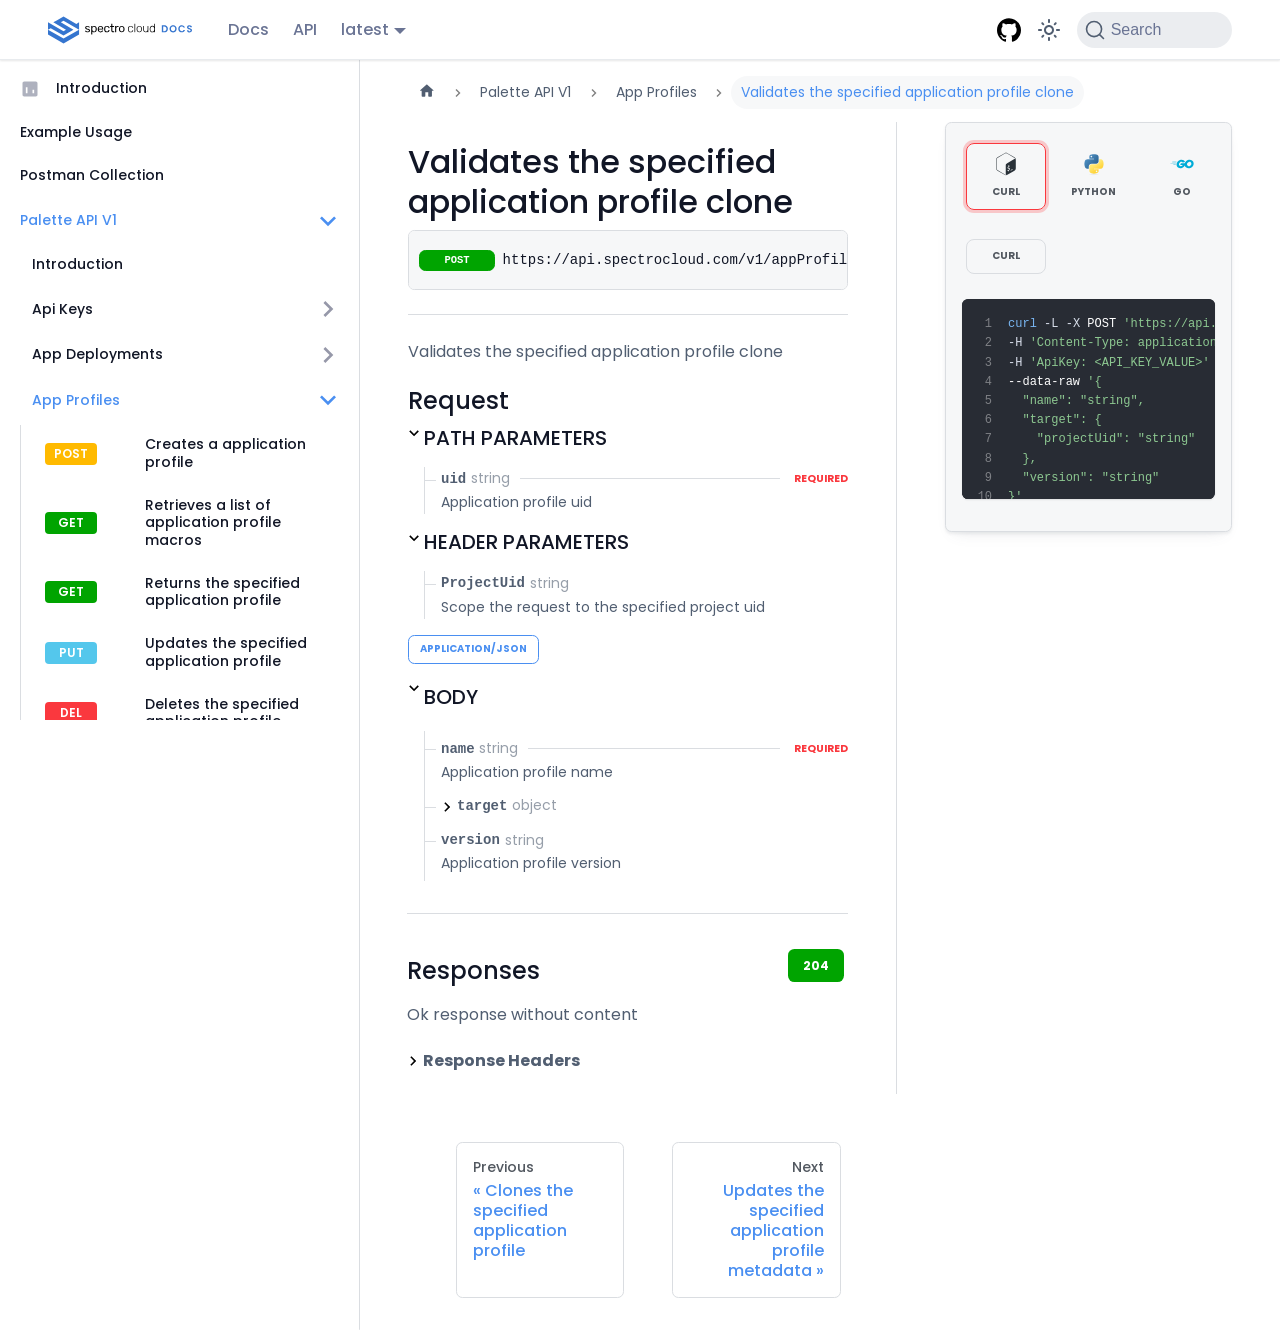 spectro cloud DOCS
Docs
API
latest
Search
Introduction
Example Usage
Postman Collection
Palette API V1
Introduction
Api Keys
App Deployments
App Profiles
POST
Creates a application
profile
GET
Retrieves a list of
application profile
macros
GET
Returns the specified
application profile
PUT
Updates the specified
application profile
DEL
Deletes the specified
application profile
Palette API V1
App Profiles
Validates the specified application profile clone
Validates the specified
application profile clone
POST https://api.spectrocloud.com/v1/appProfil
Validates the specified application profile clone
Request
PATH PARAMETERS
uid string REQUIRED
Application profile uid
HEADER PARAMETERS
ProjectUid string
Scope the request to the specified project uid
APPLICATION/JSON
BODY
name string REQUIRED
Application profile name
target object
version string
Application profile version
Responses
204
Ok response without content
Response Headers
Previous
« Clones the
specified
application
profile
Next
Updates the
specified
application
profile
metadata »
CURL
PYTHON
GO
GO
CURL
1 curl -L -X POST 'https://api.
2 -H 'Content-Type: application
3 -H 'ApiKey: <API_KEY_VALUE>'
4 --data-raw '{
5 "name": "string",
6 "target": {
7 "projectUid": "string"
8 },
9 "version": "string"
10 }'